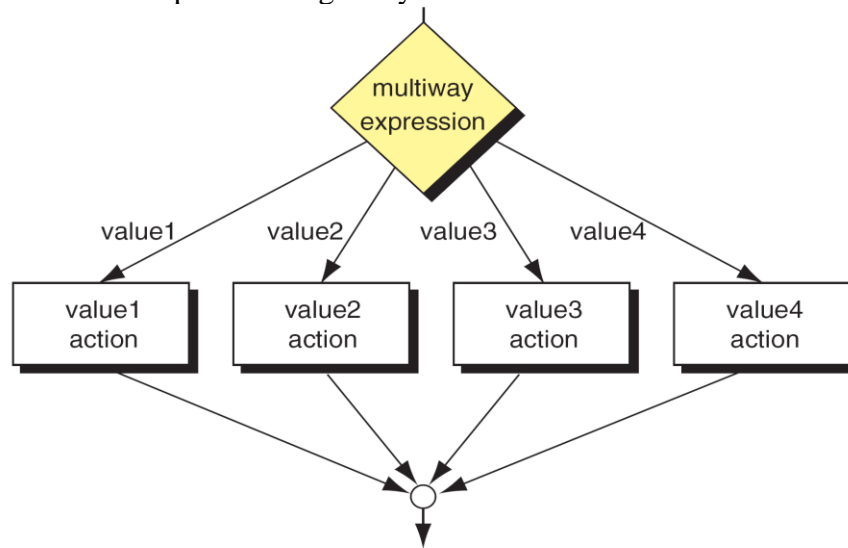 multiway
expression
value1
value2
value3
value4
value1
action
value2
action
value3
action
value4
action